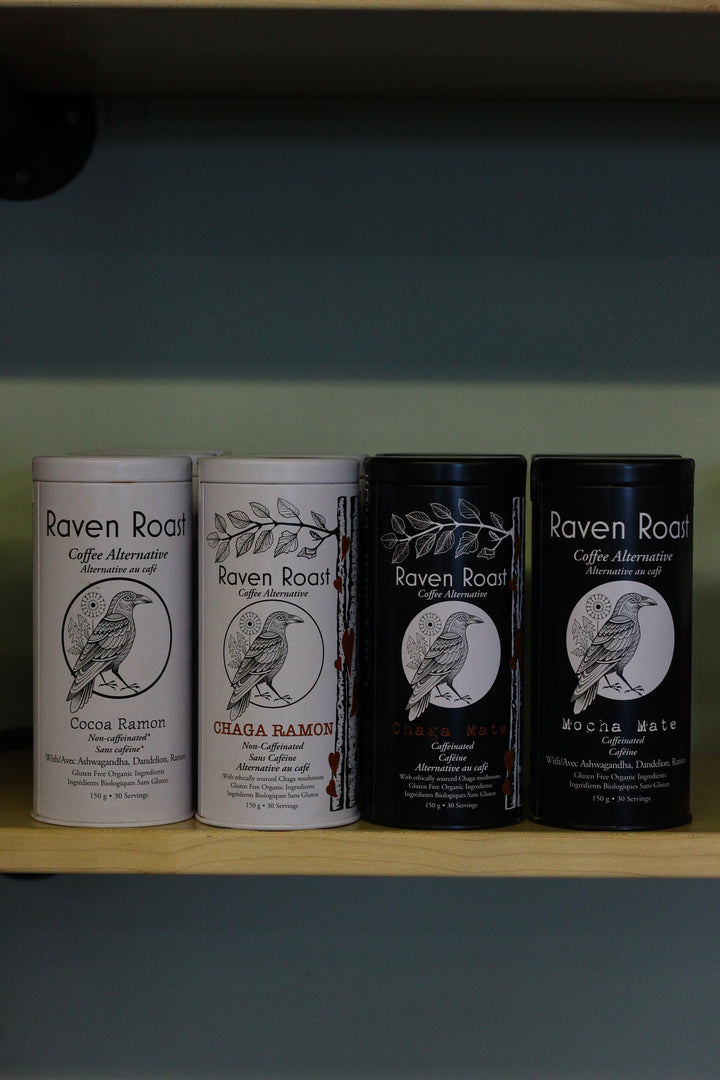 Raven Roast
Coffee Alternative
Alternative au café
Cocoa Ramon
Non-caffeinated*
Sans caféine*
With/Avec Ashwagandha, Dandelion, Ramon
Gluten Free Organic Ingredients
Ingrédients Biologiques Sans Gluten
150 g • 30 Servings
Raven Roast
Coffee Alternative
CHAGA RAMON
Non-Caffeinated
Sans Caféine
Alternative au café
With ethically sourced Chaga mushroom
Gluten Free Organic Ingredients
Ingrédients Biologiques Sans Gluten
150 g • 30 Servings
Raven Roast
Coffee Alternative
Chaga Mate
Caffeinated
Caféine
Alternative au café
With ethically sourced Chaga mushroom
Gluten Free Organic Ingredients
Ingrédients Biologiques Sans Gluten
150 g • 30 Servings
Raven Roast
Coffee Alternative
Alternative au café
Mocha Mate
Caffeinated
Caféine
With/Avec Ashwagandha, Dandelion, Ramon
Gluten Free Organic Ingredients
Ingrédients Biologiques Sans Gluten
150 g • 30 Servings